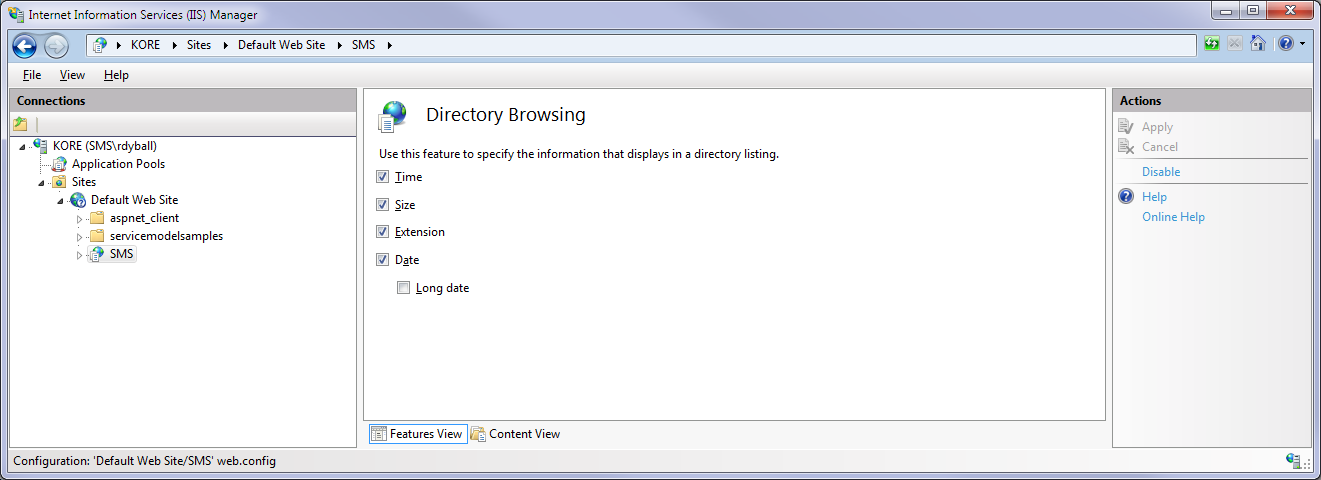 Internet Information Services (IIS) Manager
KORE Sites Default Web Site SMS
File View Help
Connections
KORE (SMS\rdyball)
Application Pools
Sites
Default Web Site
aspnet_client
servicemodelsamples
SMS
Directory Browsing
Use this feature to specify the information that displays in a directory listing.
Time
Size
Extension
Date
Long date
Features View Content View
Actions
Apply
Cancel
Disable
Help
Online Help
Configuration: 'Default Web Site/SMS' web.config